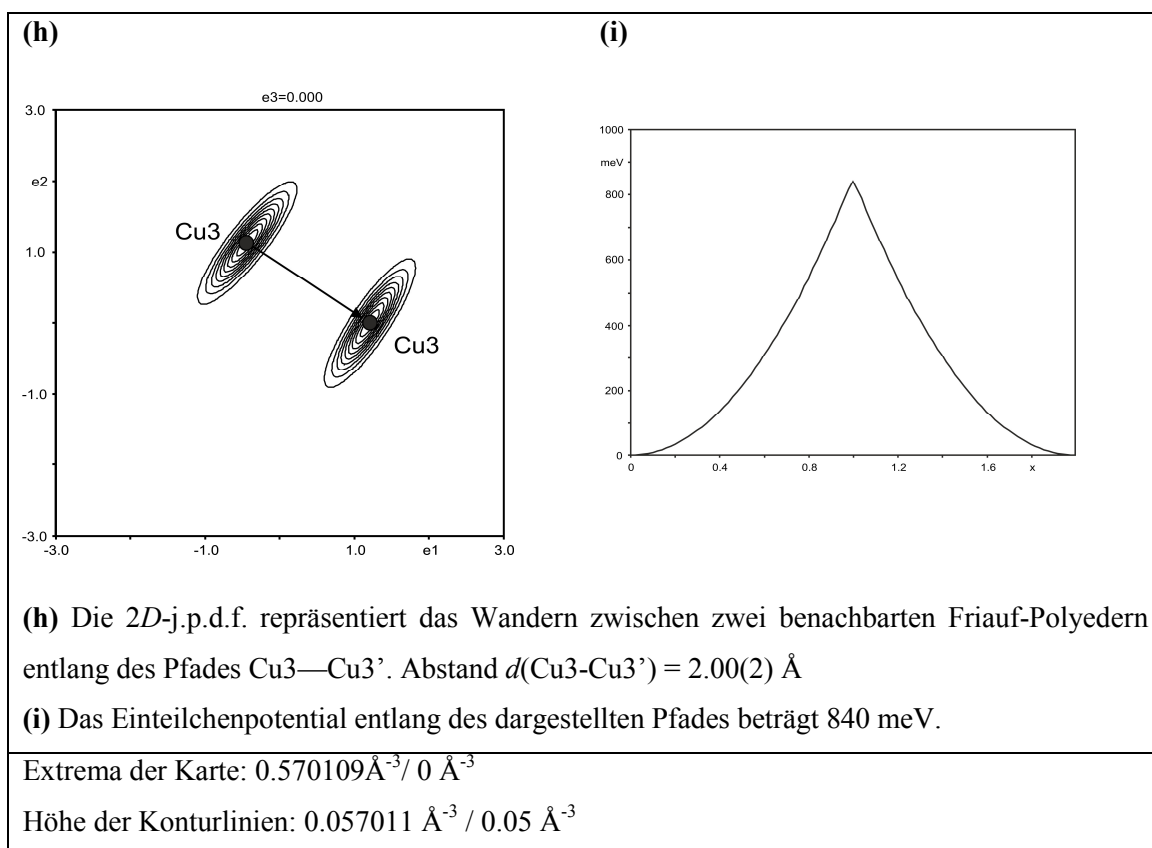 (h) (i)
e3=0.000
3.0
e2
1.0
-1.0
-3.0
-3.0 -1.0 1.0 e1 3.0
Cu3
Cu3
1000
meV
800
600
400
200
0
0 0.4 0.8 1.2 1.6 x
(h) Die 2D-j.p.d.f. repräsentiert das Wandern zwischen zwei benachbarten Friauf-Polyedern
entlang des Pfades Cu3—Cu3’. Abstand d(Cu3-Cu3’) = 2.00(2) Å
(i) Das Einteilchenpotential entlang des dargestellten Pfades beträgt 840 meV.
Extrema der Karte: 0.570109Å⁻³/ 0 Å⁻³
Höhe der Konturlinien: 0.057011 Å⁻³ / 0.05 Å⁻³